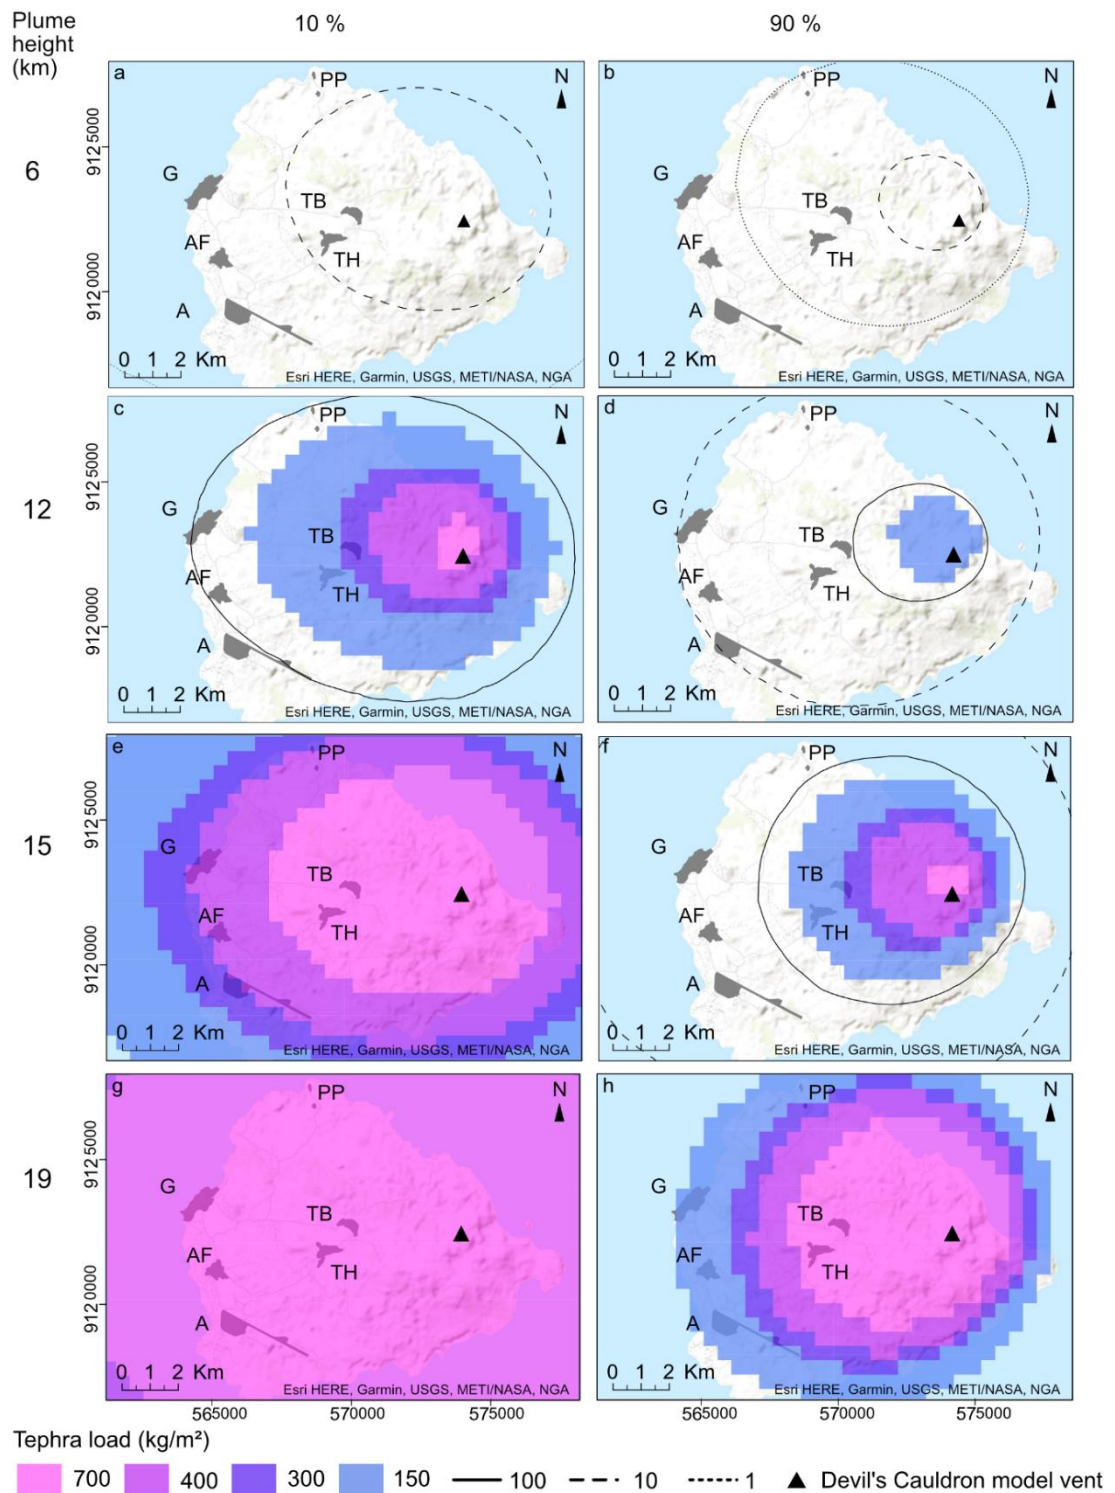 Plume height (km)
10 %
90 %
6
12
15
19
a
PP
N
G
TB
AF
TH
A
0 1 2 Km
Esri HERE, Garmin, USGS, METI/NASA, NGA
9125000
9120000
b
PP
N
G
TB
AF
TH
A
0 1 2 Km
Esri HERE, Garmin, USGS, METI/NASA, NGA
c
PP
N
G
TB
AF
TH
A
0 1 2 Km
Esri HERE, Garmin, USGS, METI/NASA, NGA
9125000
9120000
d
PP
N
G
TB
AF
TH
A
0 1 2 Km
Esri HERE, Garmin, USGS, METI/NASA, NGA
e
PP
N
G
TB
AF
TH
A
0 1 2 Km
Esri HERE, Garmin, USGS, METI/NASA, NGA
9125000
9120000
f
PP
N
G
TB
AF
TH
A
0 1 2 Km
Esri HERE, Garmin, USGS, METI/NASA, NGA
g
PP
N
G
TB
AF
TH
A
0 1 2 Km
Esri HERE, Garmin, USGS, METI/NASA, NGA
9125000
9120000
h
PP
N
G
TB
AF
TH
A
0 1 2 Km
Esri HERE, Garmin, USGS, METI/NASA, NGA
565000 570000 575000
565000 570000 575000
Tephra load (kg/m²)
700 400 300 150 100 10 1 Devil's Cauldron model vent